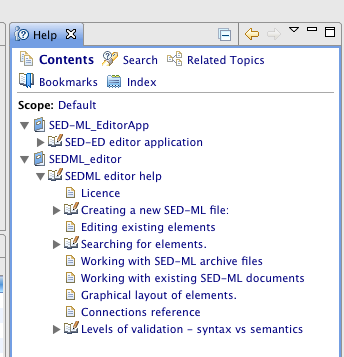 Help
Contents Search Related Topics
Bookmarks Index
Scope: Default
SED-ML_EditorApp
SED-ED editor application
SEDML_editor
SEDML editor help
Licence
Creating a new SED-ML file:
Editing existing elements
Searching for elements.
Working with SED-ML archive files
Working with existing SED-ML documents
Graphical layout of elements.
Connections reference
Levels of validation - syntax vs semantics